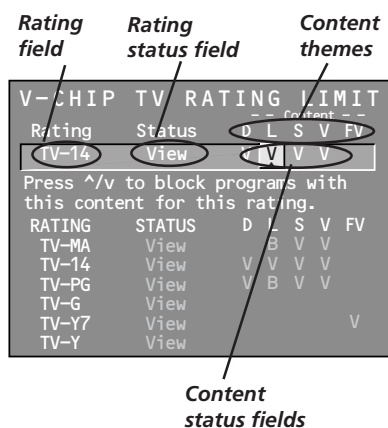 Rating field
Rating status field
Content themes
V-CHIP TV RATING LIMIT
- - Content - -
Rating Status D L S V FV
TV-14 View V V V V
Press ^/v to block programs with
this content for this rating.
RATING STATUS D L S V FV
TV-MA View B V V
TV-14 View V V V V
TV-PG View V B V V
TV-G View
TV-Y7 View V
TV-Y View
Content
status fields